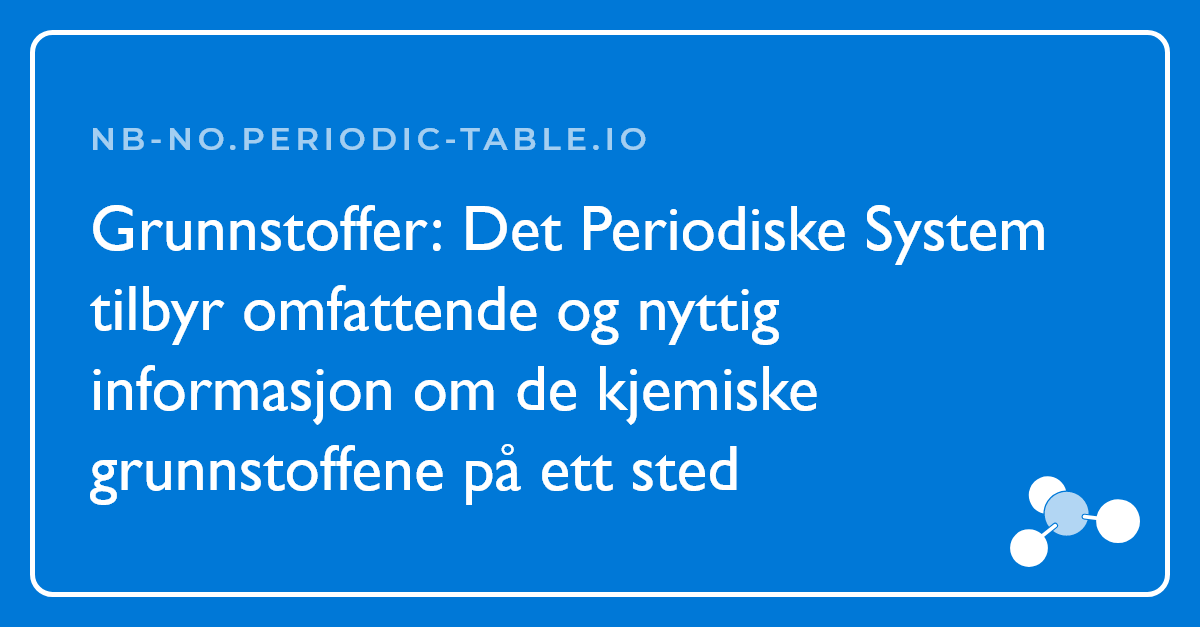 NB-NO.PERIODIC-TABLE.IO
Grunnstoffer: Det Periodiske System
tilbyr omfattende og nyttig
informasjon om de kjemiske
grunnstoffene på ett sted